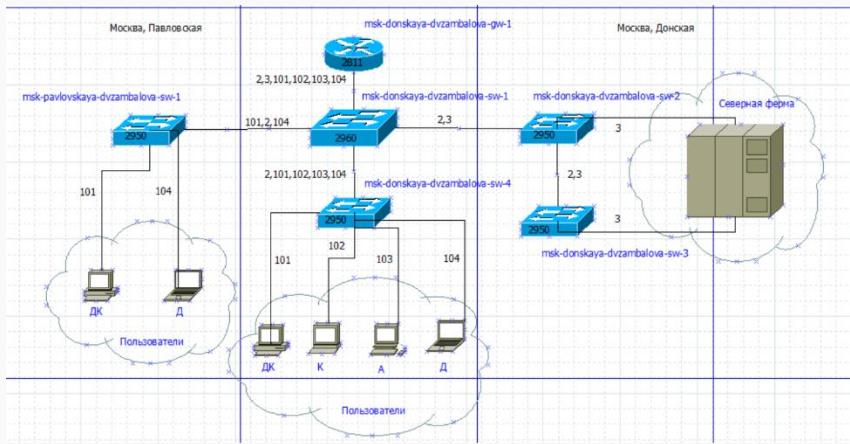 Москва, Павловская
msk-donskaya-dvzambalova-gw-1
Москва, Донская
2811
2,3,101,102,103,104
msk-pavlovskaya-dvzambalova-sw-1
msk-donskaya-dvzambalova-sw-1
msk-donskaya-dvzambalova-sw-2
Северная ферма
2950
101,2,104
2960
2,3
2950
3
2,101,102,103,104
2,3
msk-donskaya-dvzambalova-sw-4
101
104
2950
2950
3
102
msk-donskaya-dvzambalova-sw-3
101
103
104
ДК
Д
Пользователи
ДК
К
А
Д
Пользователи